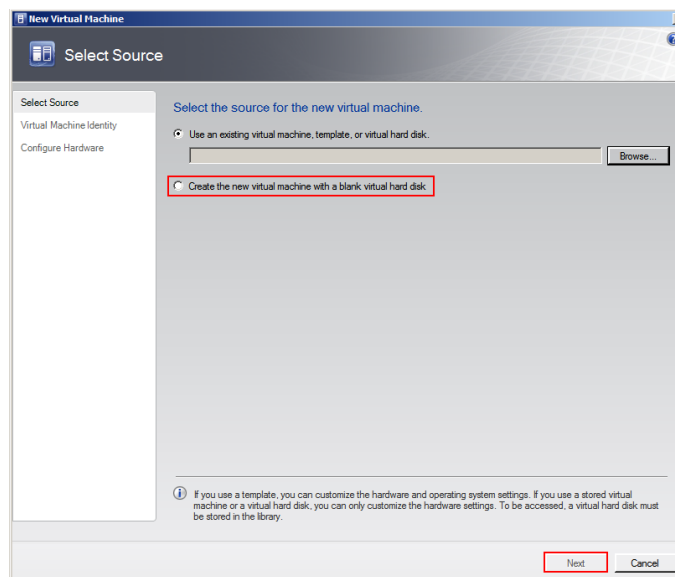 New Virtual Machine
Select Source
Select Source
Virtual Machine Identity
Configure Hardware
Select the source for the new virtual machine.
Use an existing virtual machine, template, or virtual hard disk.
Browse...
Create the new virtual machine with a blank virtual hard disk
If you use a template, you can customize the hardware and operating system settings. If you use a stored virtual
machine or a virtual hard disk, you can only customize the hardware settings. To be accessed, a virtual hard disk must
be stored in the library.
Next
Cancel